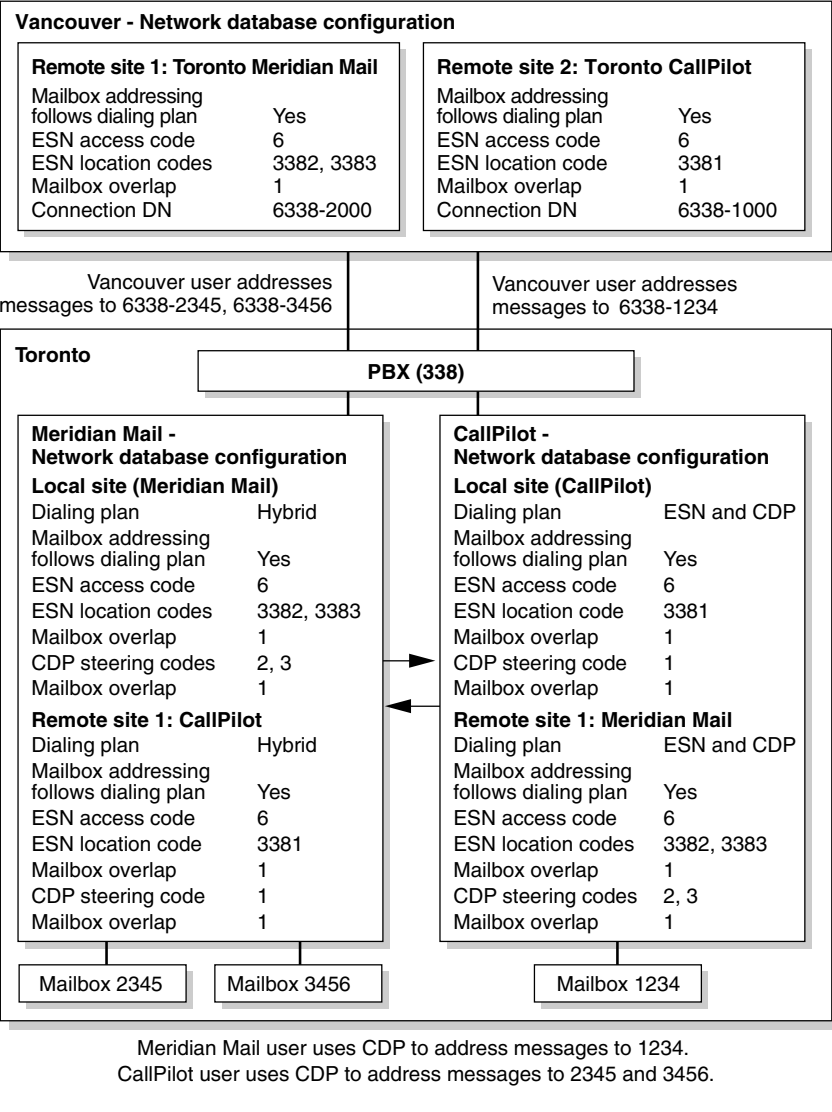 Vancouver - Network database configuration
Remote site 1: Toronto Meridian Mail
Mailbox addressing
follows dialing plan Yes
ESN access code 6
ESN location codes 3382, 3383
Mailbox overlap 1
Connection DN 6338-2000
Remote site 2: Toronto CallPilot
Mailbox addressing
follows dialing plan Yes
ESN access code 6
ESN location code 3381
Mailbox overlap 1
Connection DN 6338-1000
Vancouver user addresses
messages to 6338-2345, 6338-3456
Vancouver user addresses
messages to 6338-1234
Toronto
PBX (338)
Meridian Mail -
Network database configuration
Local site (Meridian Mail)
Dialing plan Hybrid
Mailbox addressing
follows dialing plan Yes
ESN access code 6
ESN location codes 3382, 3383
Mailbox overlap 1
CDP steering codes 2, 3
Mailbox overlap 1
Remote site 1: CallPilot
Dialing plan Hybrid
Mailbox addressing
follows dialing plan Yes
ESN access code 6
ESN location code 3381
Mailbox overlap 1
CDP steering code 1
Mailbox overlap 1
CallPilot -
Network database configuration
Local site (CallPilot)
Dialing plan ESN and CDP
Mailbox addressing
follows dialing plan Yes
ESN access code 6
ESN location code 3381
Mailbox overlap 1
CDP steering code 1
Mailbox overlap 1
Remote site 1: Meridian Mail
Dialing plan ESN and CDP
Mailbox addressing
follows dialing plan Yes
ESN access code 6
ESN location codes 3382, 3383
Mailbox overlap 1
CDP steering codes 2, 3
Mailbox overlap 1
Mailbox 2345
Mailbox 3456
Mailbox 1234
Meridian Mail user uses CDP to address messages to 1234.
CallPilot user uses CDP to address messages to 2345 and 3456.